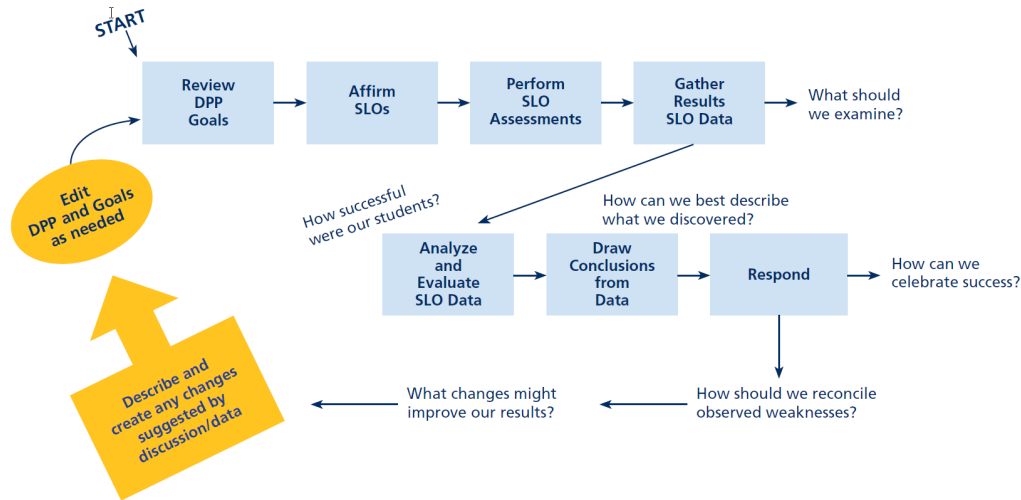 START
Review
DPP
Goals
Affirm
SLOs
Perform
SLO
Assessments
Gather
Results
SLO Data
What should
we examine?
Edit
DPP and Goals
as needed
How successful
were our students?
How can we best describe
what we discovered?
Analyze
and
Evaluate
SLO Data
Draw
Conclusions
from
Data
Respond
How can we
celebrate success?
How should we reconcile
observed weaknesses?
What changes might
improve our results?
Describe and
create any changes
suggested by
discussion/data